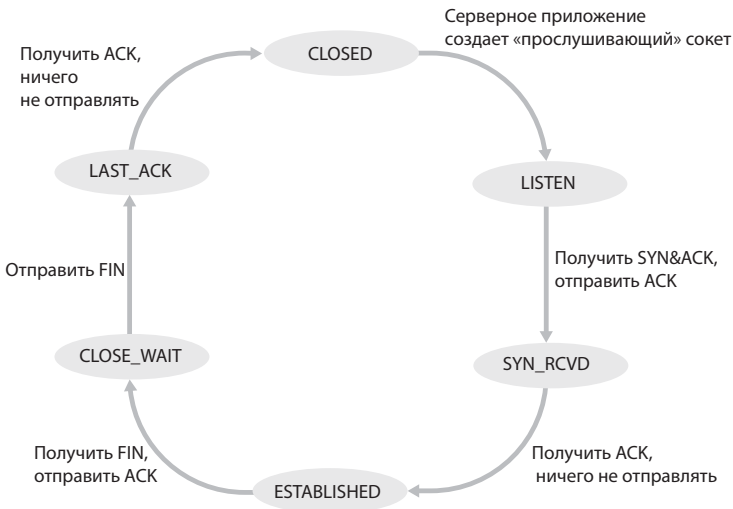 Серверное приложение
создает «прослушивающий» сокет
Получить ACK,
ничего
не отправлять
CLOSED
LAST_ACK
LISTEN
Отправить FIN
Получить SYN&ACK,
отправить ACK
CLOSE_WAIT
SYN_RCVD
Получить FIN,
отправить ACK
Получить ACK,
ничего не отправлять
ESTABLISHED